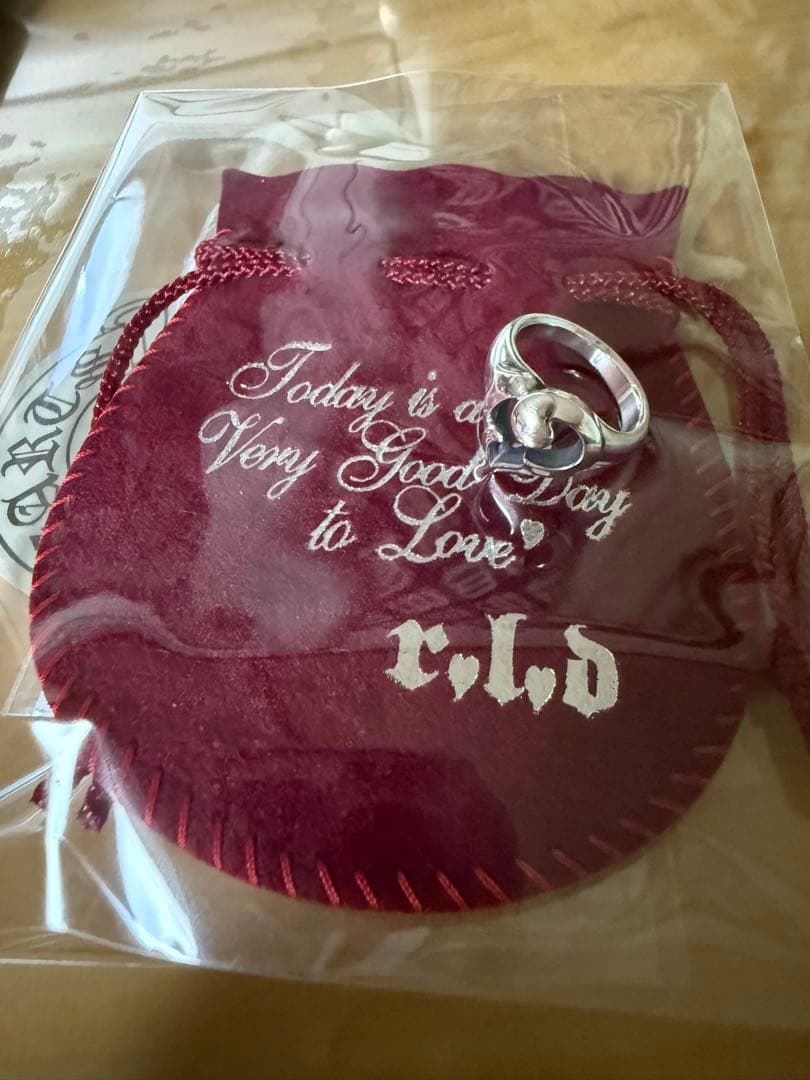 Today is a
Very Good Day
to Love
r.l.d